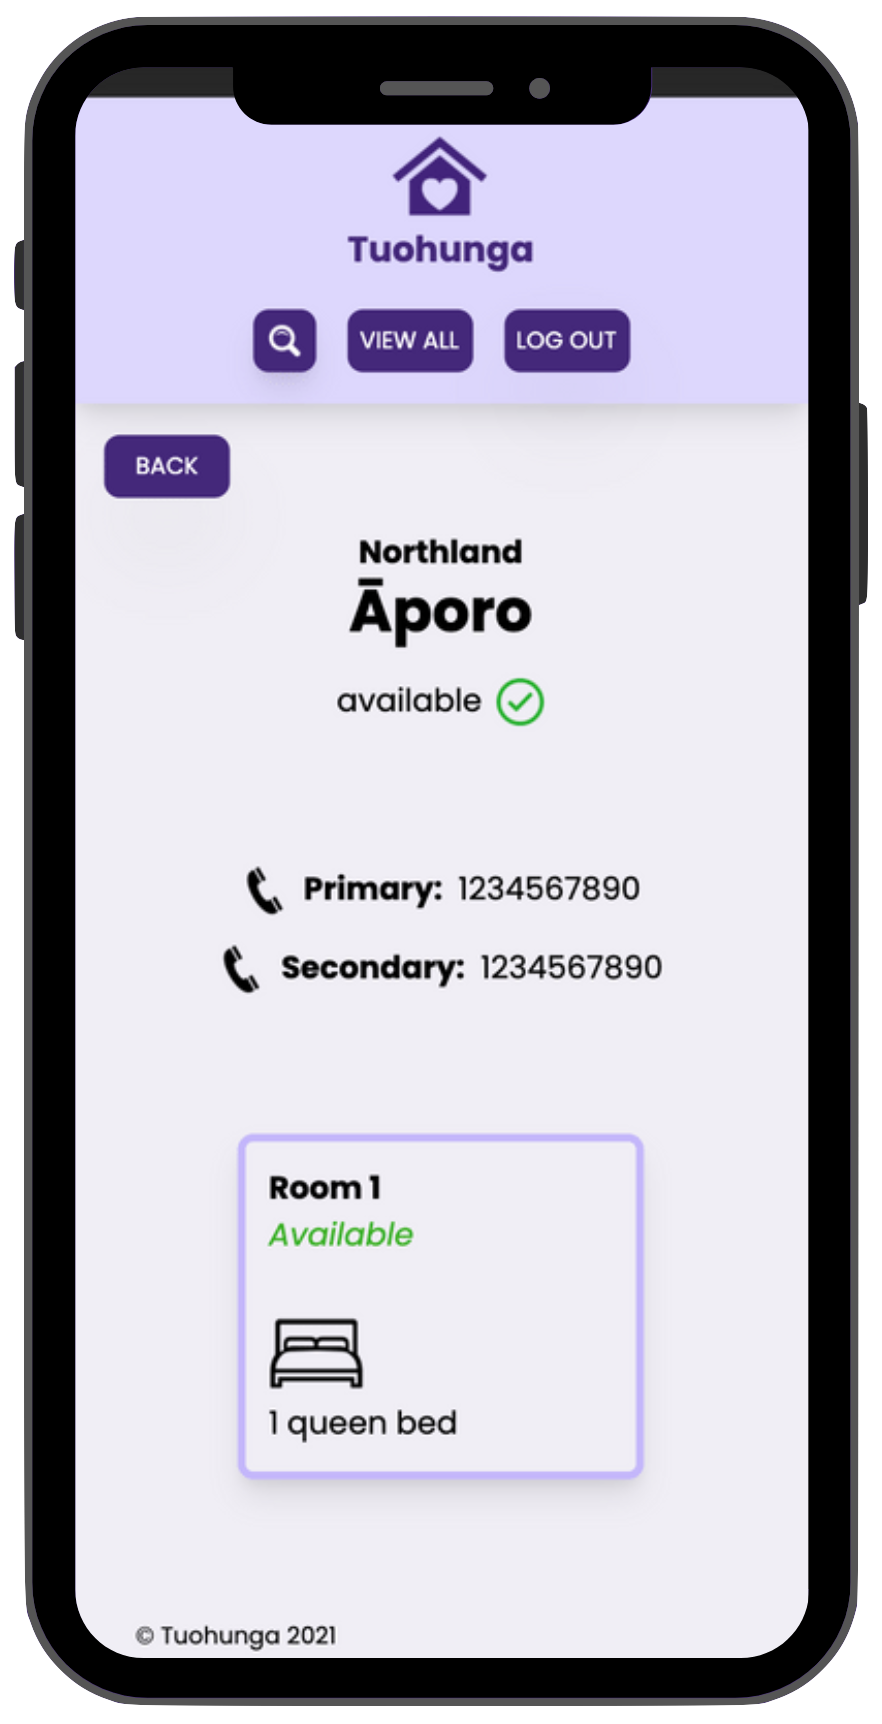 Tuohunga
VIEW ALL
LOG OUT
BACK
Northland
Āporo
available
Primary: 1234567890
Secondary: 1234567890
Room 1
Available
1 queen bed
© Tuohunga 2021